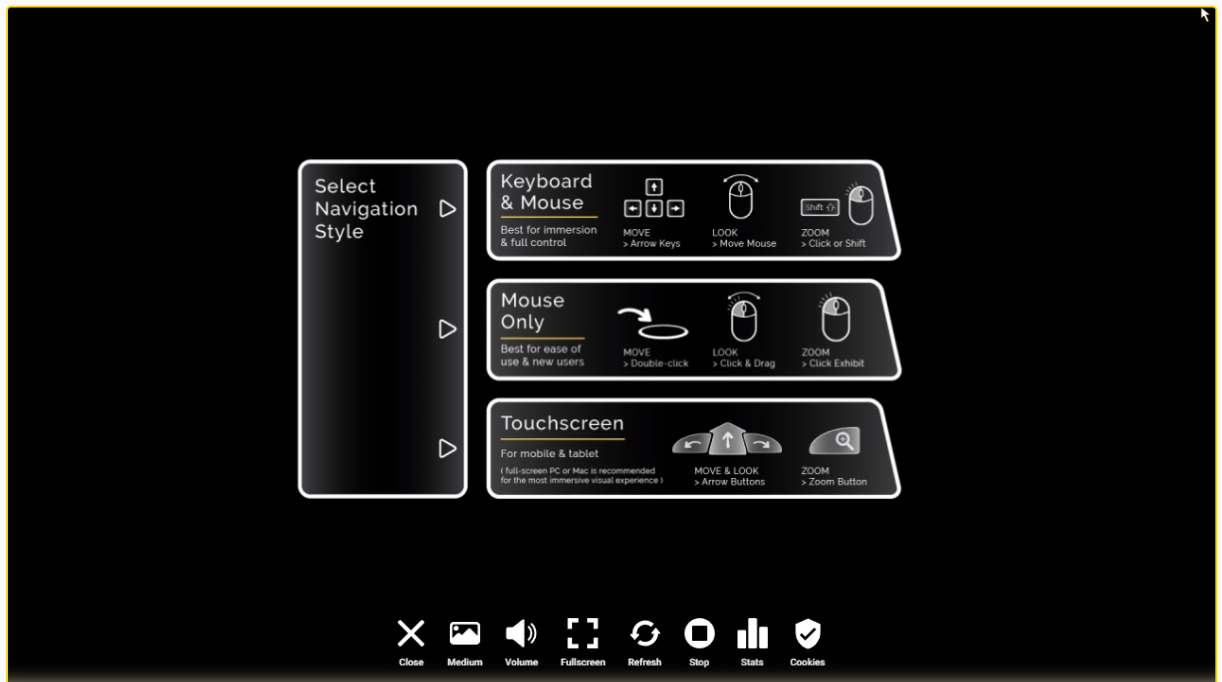 Select
Navigation
Style
Keyboard
& Mouse
Best for immersion
& full control
MOVE
> Arrow Keys
LOOK
> Move Mouse
Shift
ZOOM
> Click or Shift
Mouse
Only
Best for ease of
use & new users
MOVE
> Double-click
LOOK
> Click & Drag
ZOOM
> Click Exhibit
Touchscreen
For mobile & tablet
( full-screen PC or Mac is recommended
for the most immersive visual experience )
MOVE & LOOK
> Arrow Buttons
ZOOM
> Zoom Button
Close
Medium
Volume
Fullscreen
Refresh
Stop
Stats
Cookies